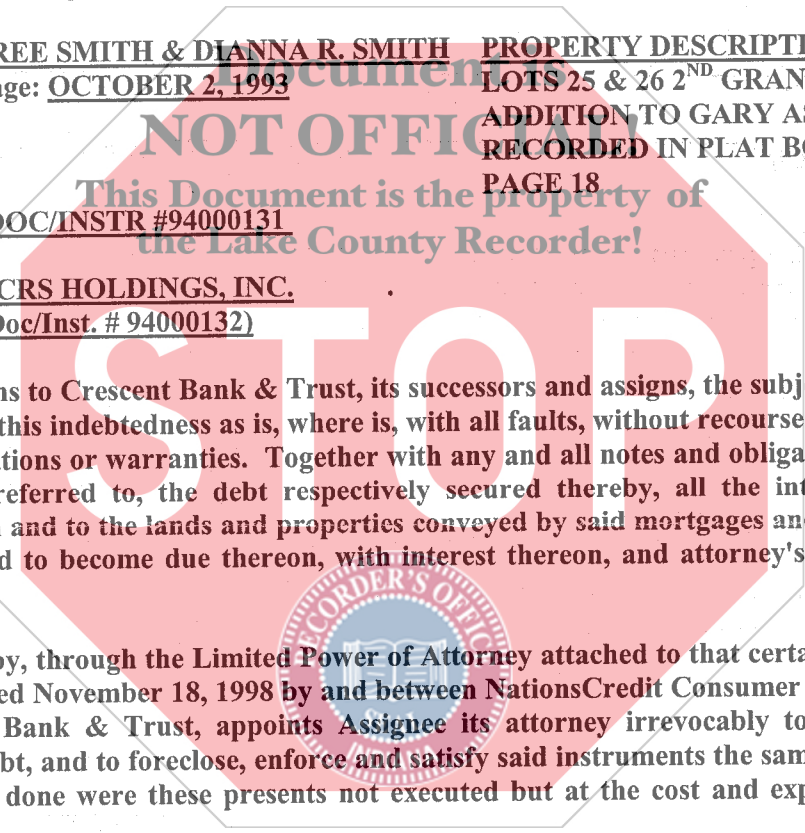 REE SMITH & DIANNA R. SMITH PROPERTY DESCRIPTI
Document is
age: OCTOBER 2, 1993 LOTS 25 & 26 2ND GRAN
NOT OFFICIAL!
ADDITION TO GARY AS
RECORDED IN PLAT BO
This Document is the property of
PAGE 18
DOC/INSTR #94000131
the Lake County Recorder!
CRS HOLDINGS, INC.
Doc/Inst. # 94000132)
STOP
ns to Crescent Bank & Trust, its successors and assigns, the subj
this indebtedness as is, where is, with all faults, without recourse
tions or warranties. Together with any and all notes and obliga
referred to, the debt respectively secured thereby, all the int
and to the lands and properties conveyed by said mortgages an
d to become due thereon, with interest thereon, and attorney's
RECORDER'S OFFICE
by, through the Limited Power of Attorney attached to that certa
ed November 18, 1998 by and between NationsCredit Consumer
Bank & Trust, appoints Assignee its attorney irrevocably to
bt, and to foreclose, enforce and satisfy said instruments the sam
done were these presents not executed but at the cost and exp